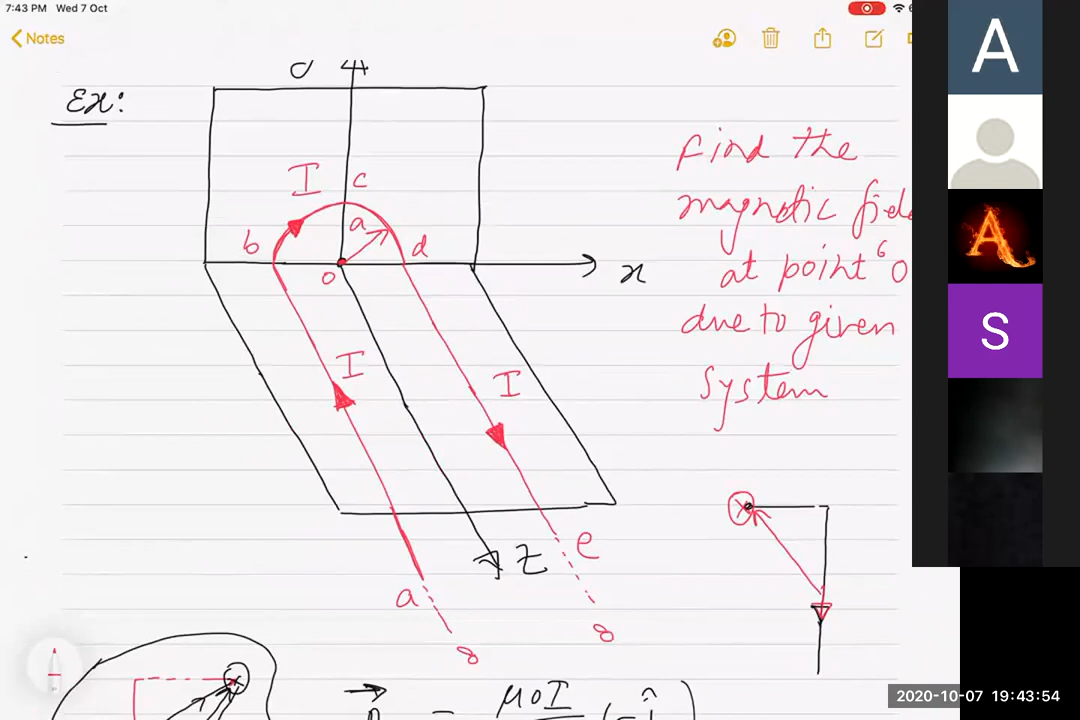 7:43 PM Wed 7 Oct
Notes
Ex:
I
c
a
b
d
o
x
I
I
z
e
a
∞
∞
Find the
magnetic field
at point 'O
due to given
System
μ0I
A
A
S
2020-10-07 19:43:54